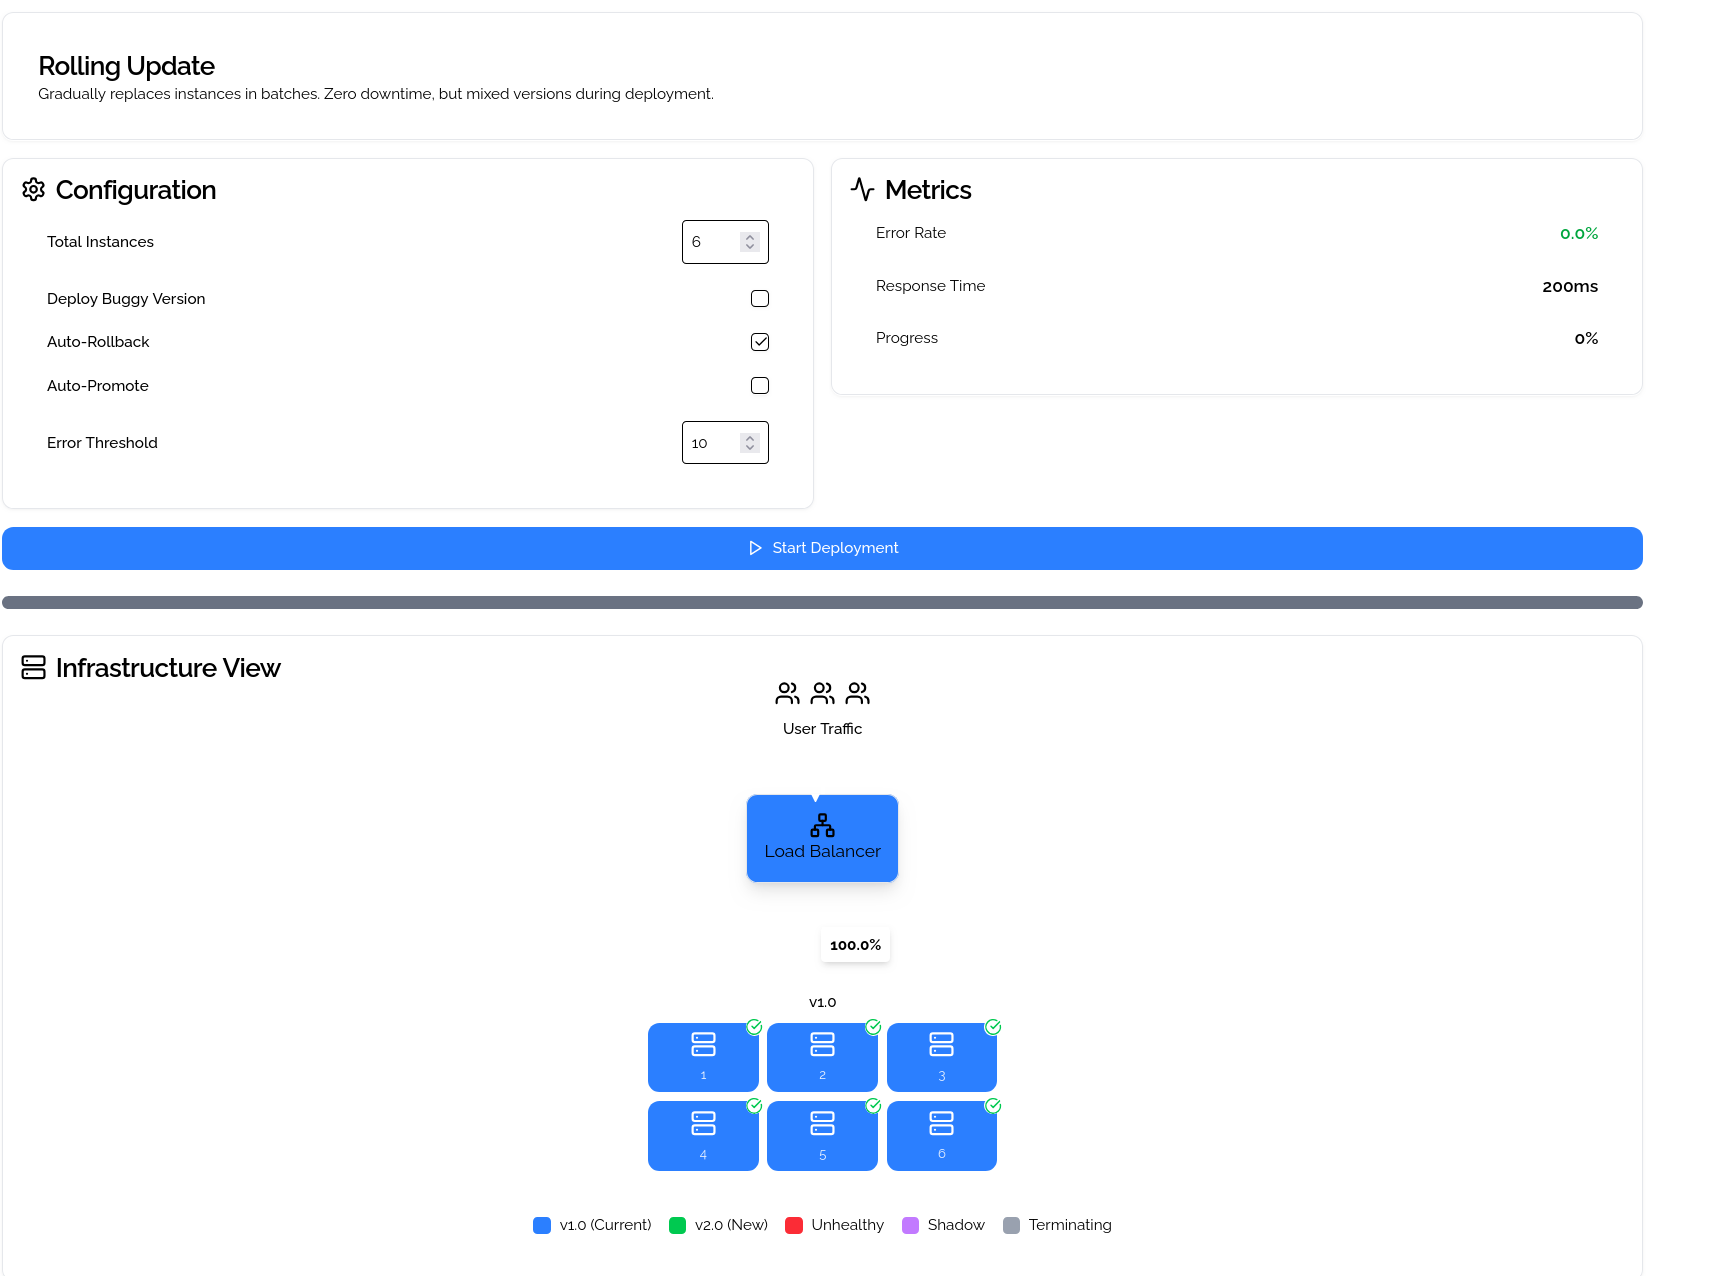 Rolling Update
Gradually replaces instances in batches. Zero downtime, but mixed versions during deployment.
Configuration
Total Instances
6
Deploy Buggy Version
Auto-Rollback
Auto-Promote
Error Threshold
10
Metrics
Error Rate
0.0%
Response Time
200ms
Progress
0%
Start Deployment
Infrastructure View
User Traffic
Load Balancer
100.0%
v1.0
1
2
3
4
5
6
v1.0 (Current)
v2.0 (New)
Unhealthy
Shadow
Terminating